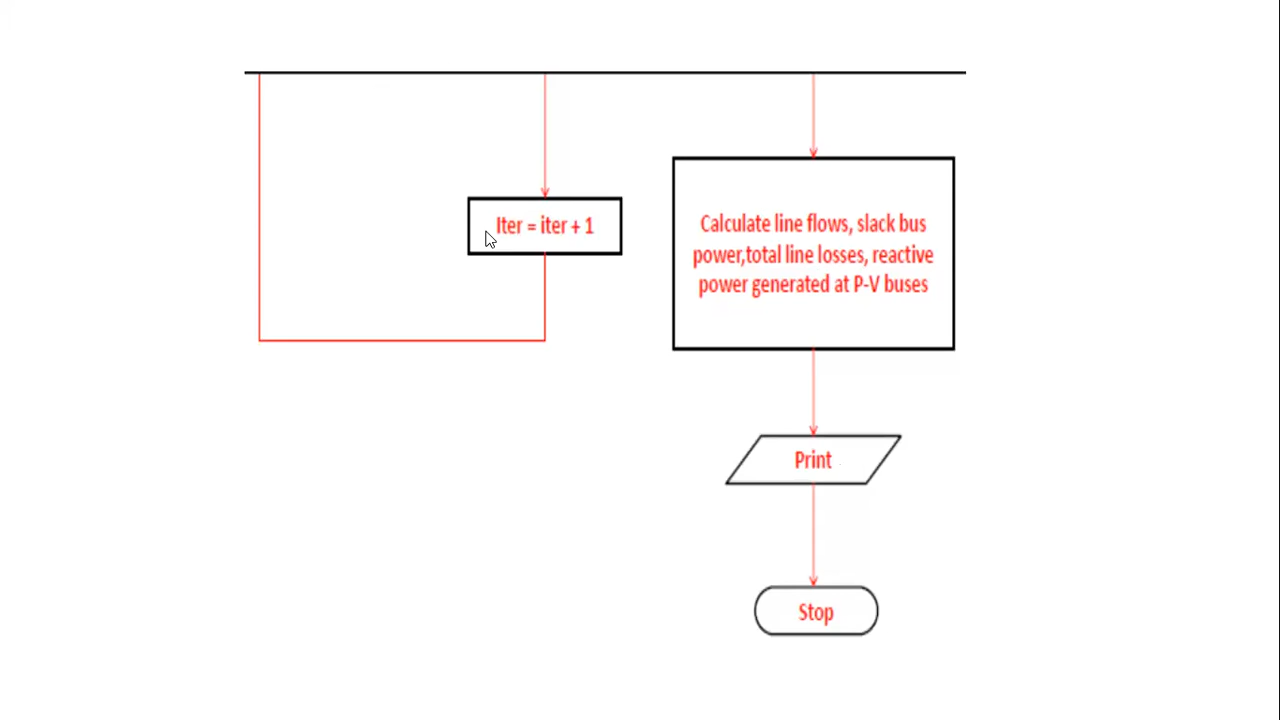 Iter = iter + 1
Calculate line flows, slack bus
power,total line losses, reactive
power generated at P-V buses
Print
Stop